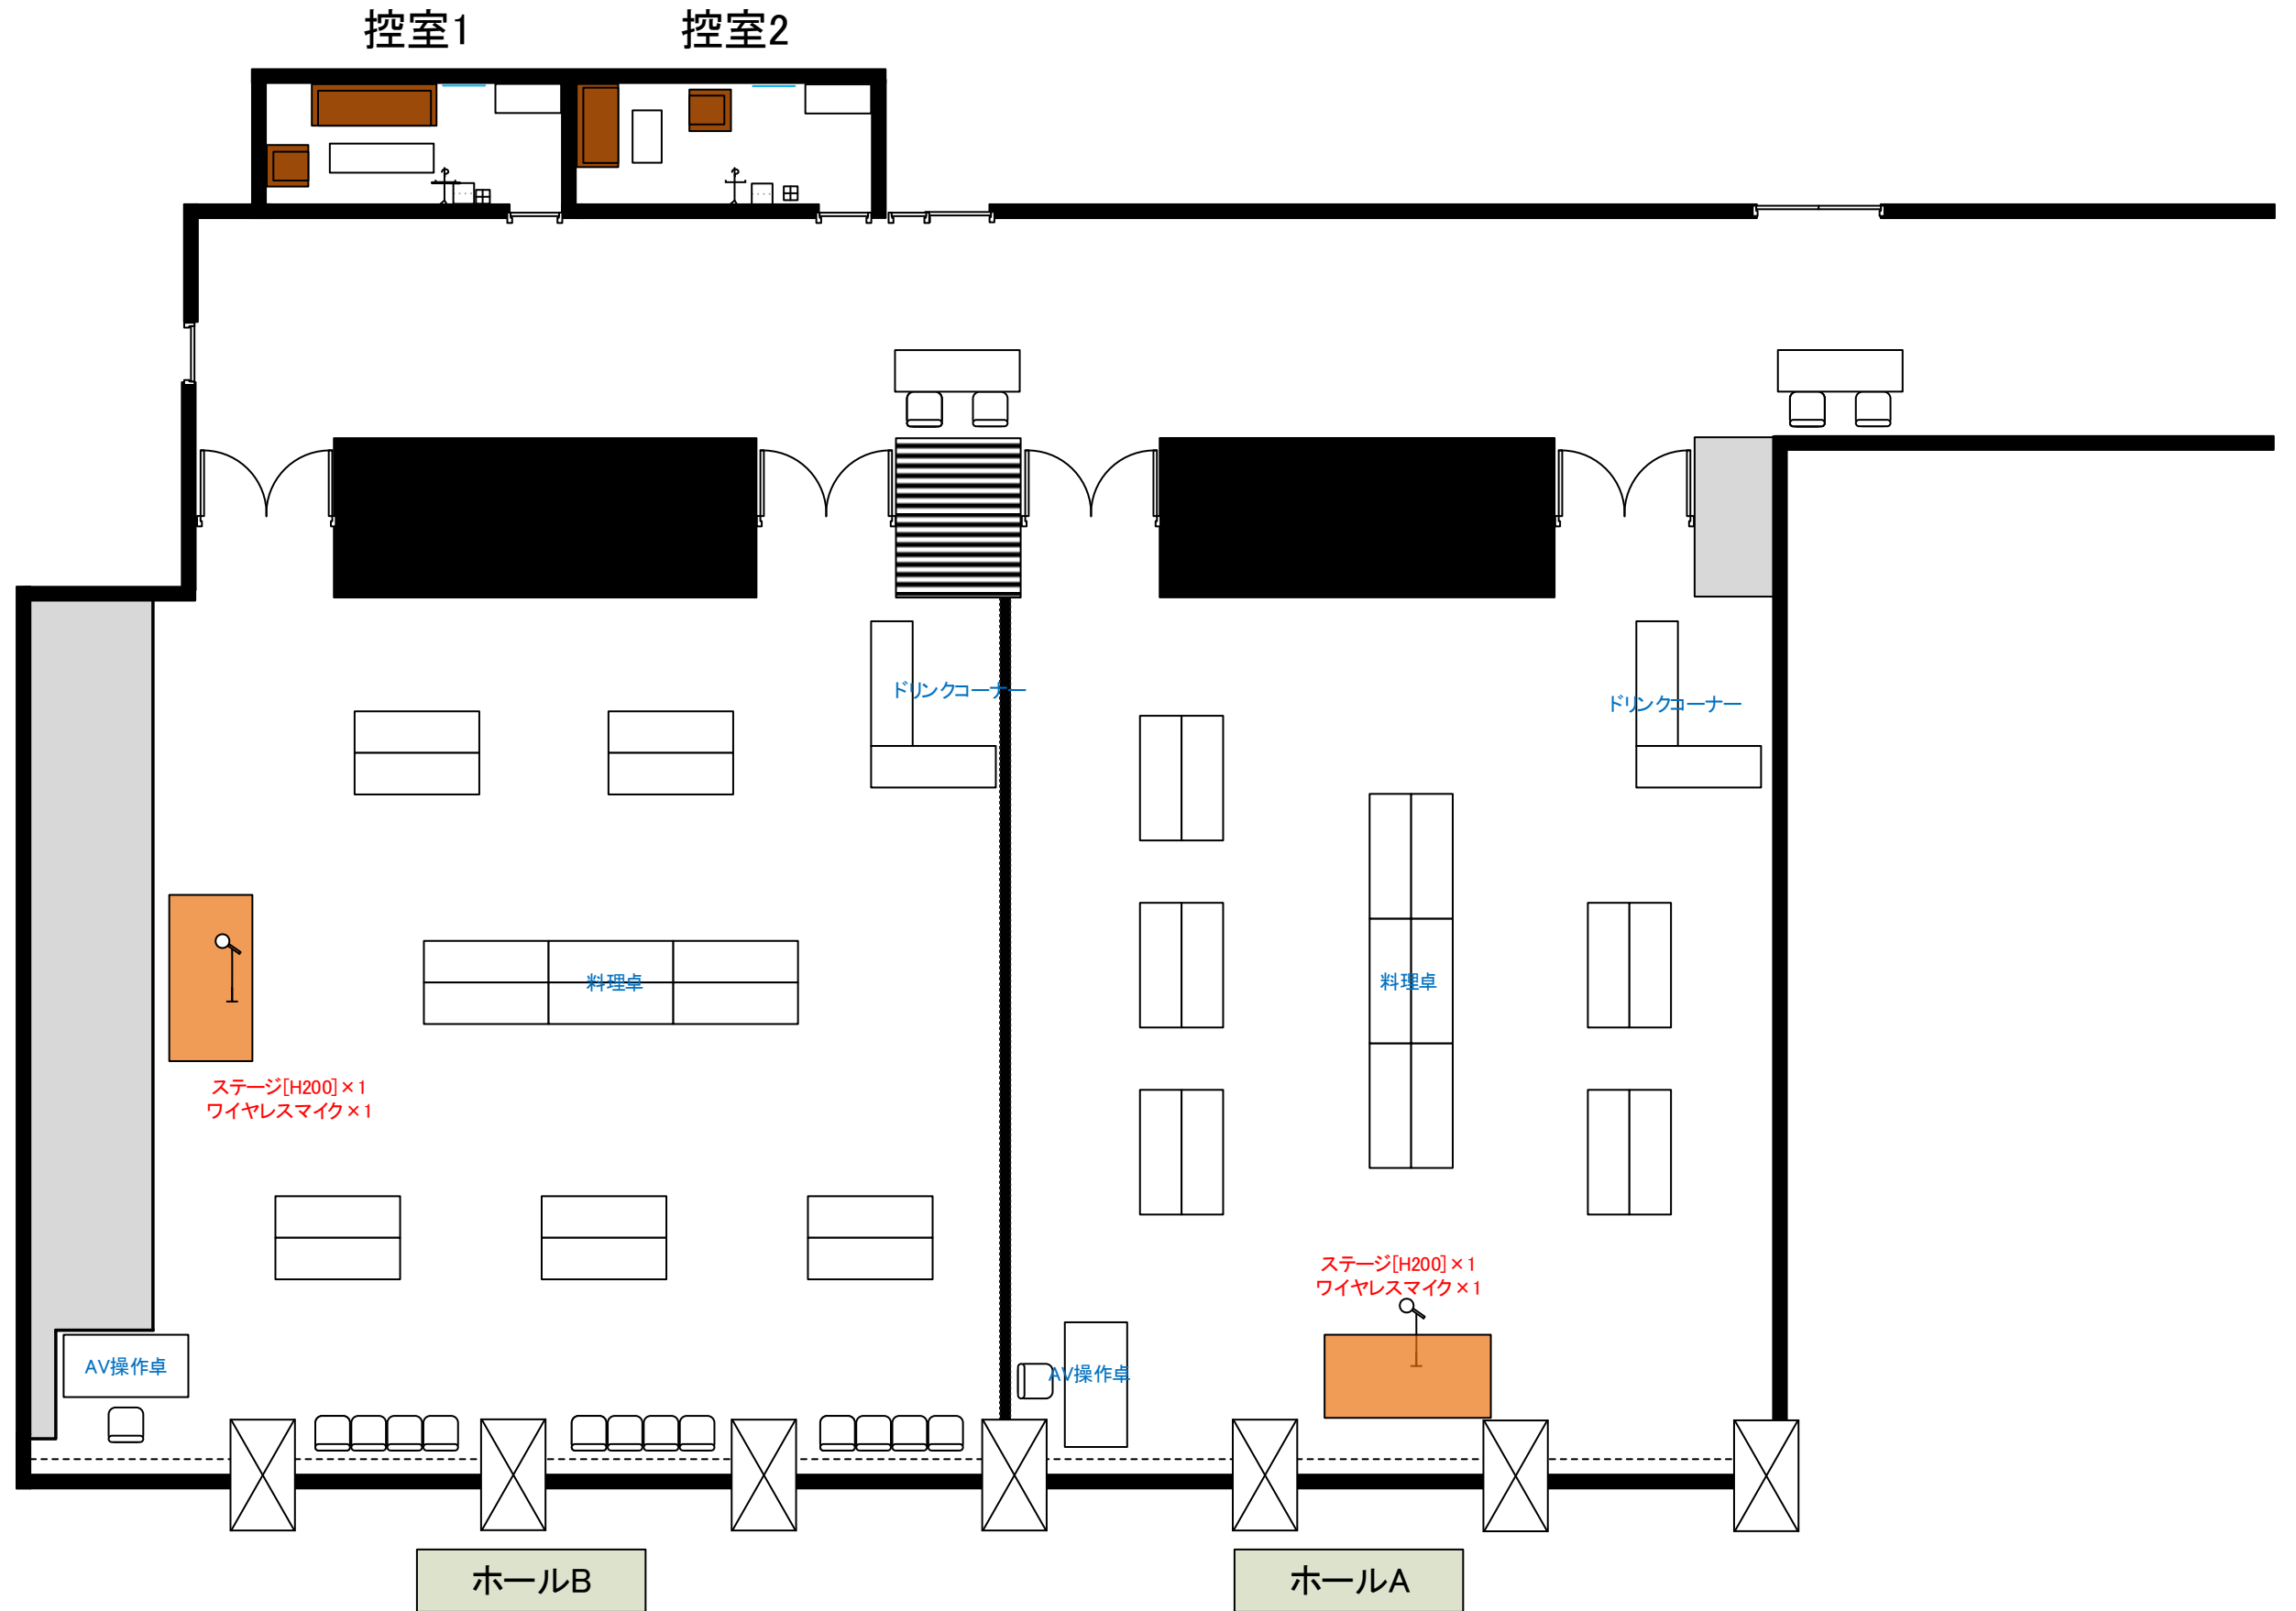 控室1
控室2
ドリンクコーナー
ドリンクコーナー
料理卓
料理卓
ステージ[H200]×1
ワイヤレスマイク×1
ステージ[H200]×1
ワイヤレスマイク×1
AV操作卓
AV操作卓
ホールB
ホールA